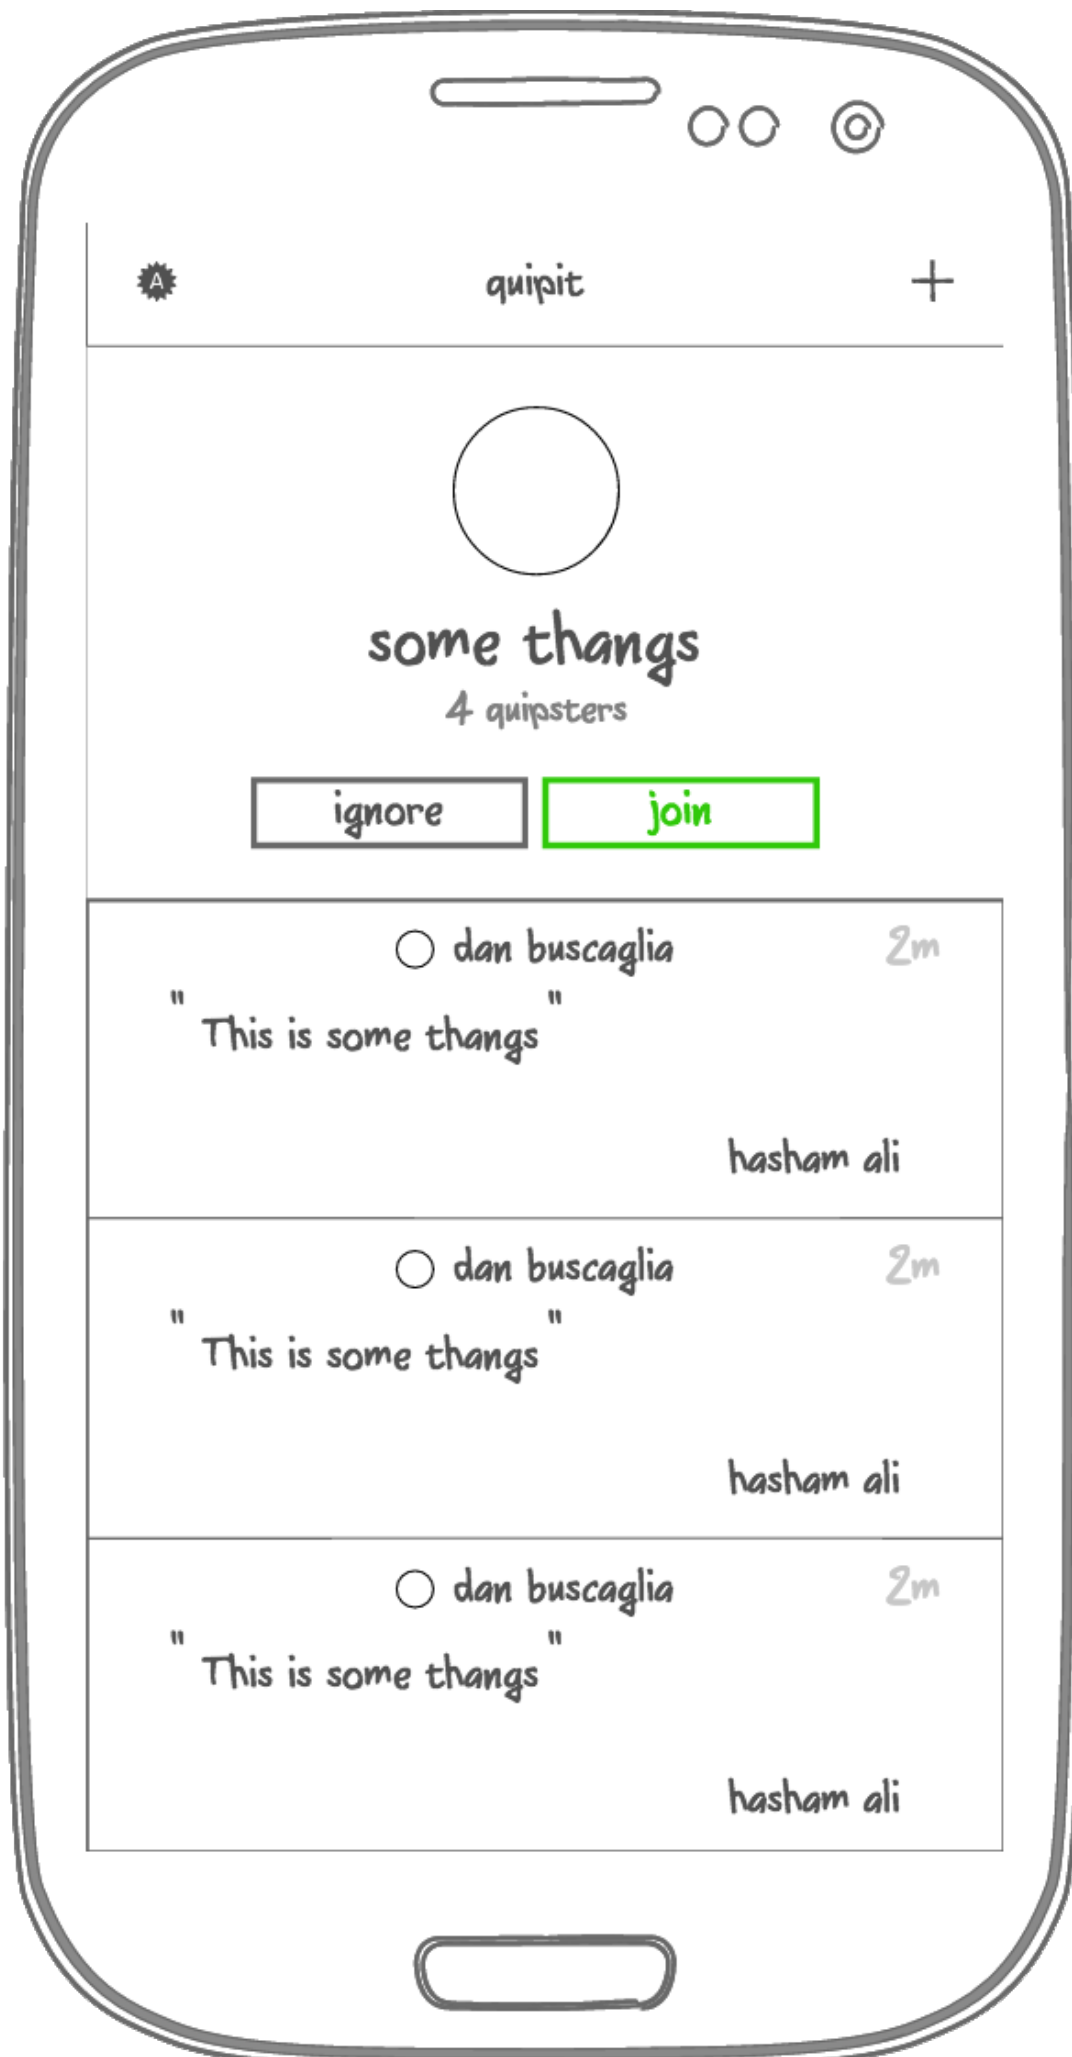 A quipit +
some thangs
4 quipsters
ignore join
dan buscaglia 2m
" This is some thangs "
hasham ali
dan buscaglia 2m
" This is some thangs "
hasham ali
dan buscaglia 2m
" This is some thangs "
hasham ali